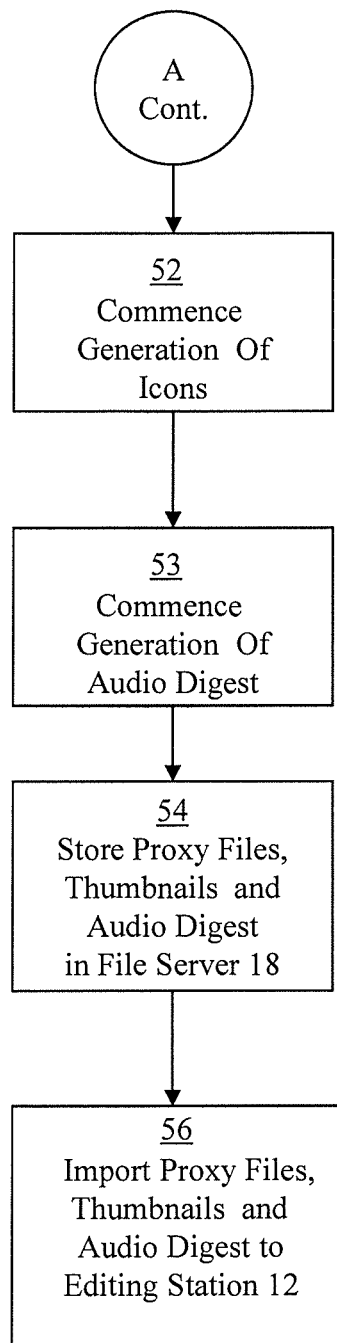 A
Cont.
52
Commence
Generation Of
Icons
53
Commence
Generation Of
Audio Digest
54
Store Proxy Files,
Thumbnails and
Audio Digest
in File Server 18
56
Import Proxy Files,
Thumbnails and
Audio Digest to
Editing Station 12